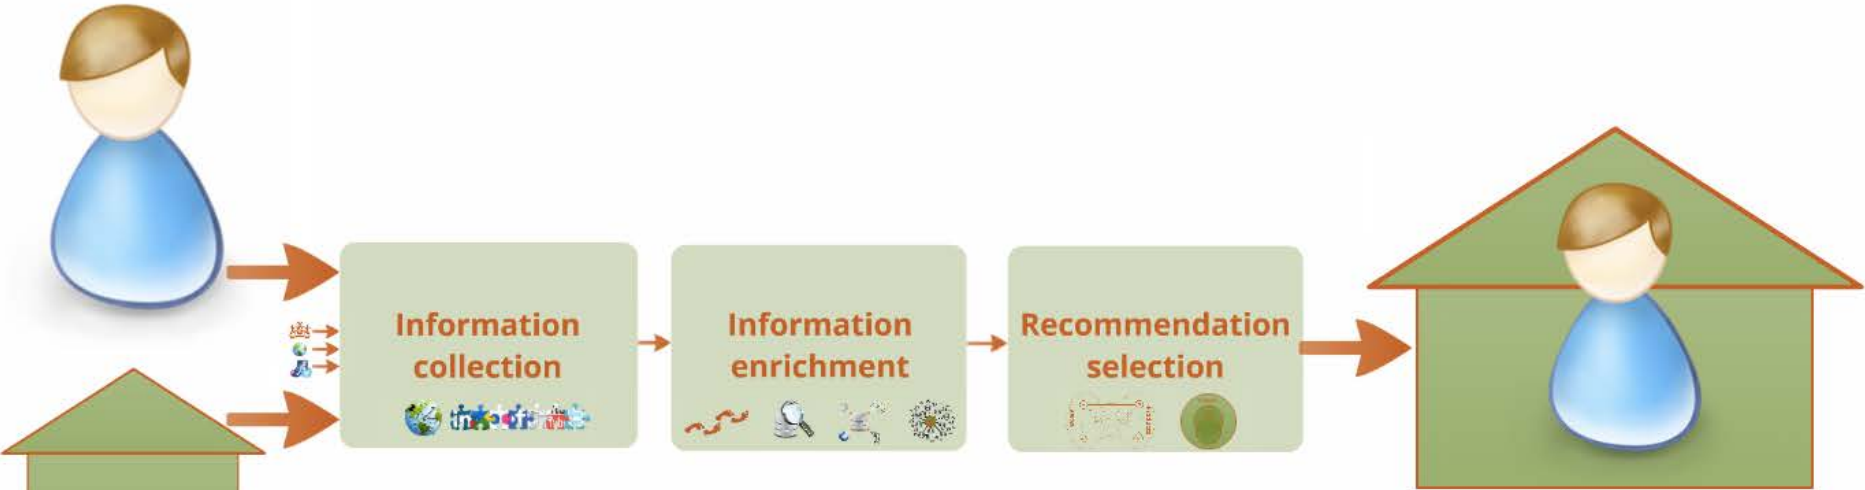 Information
collection
Information
enrichment
Recommendation
selection